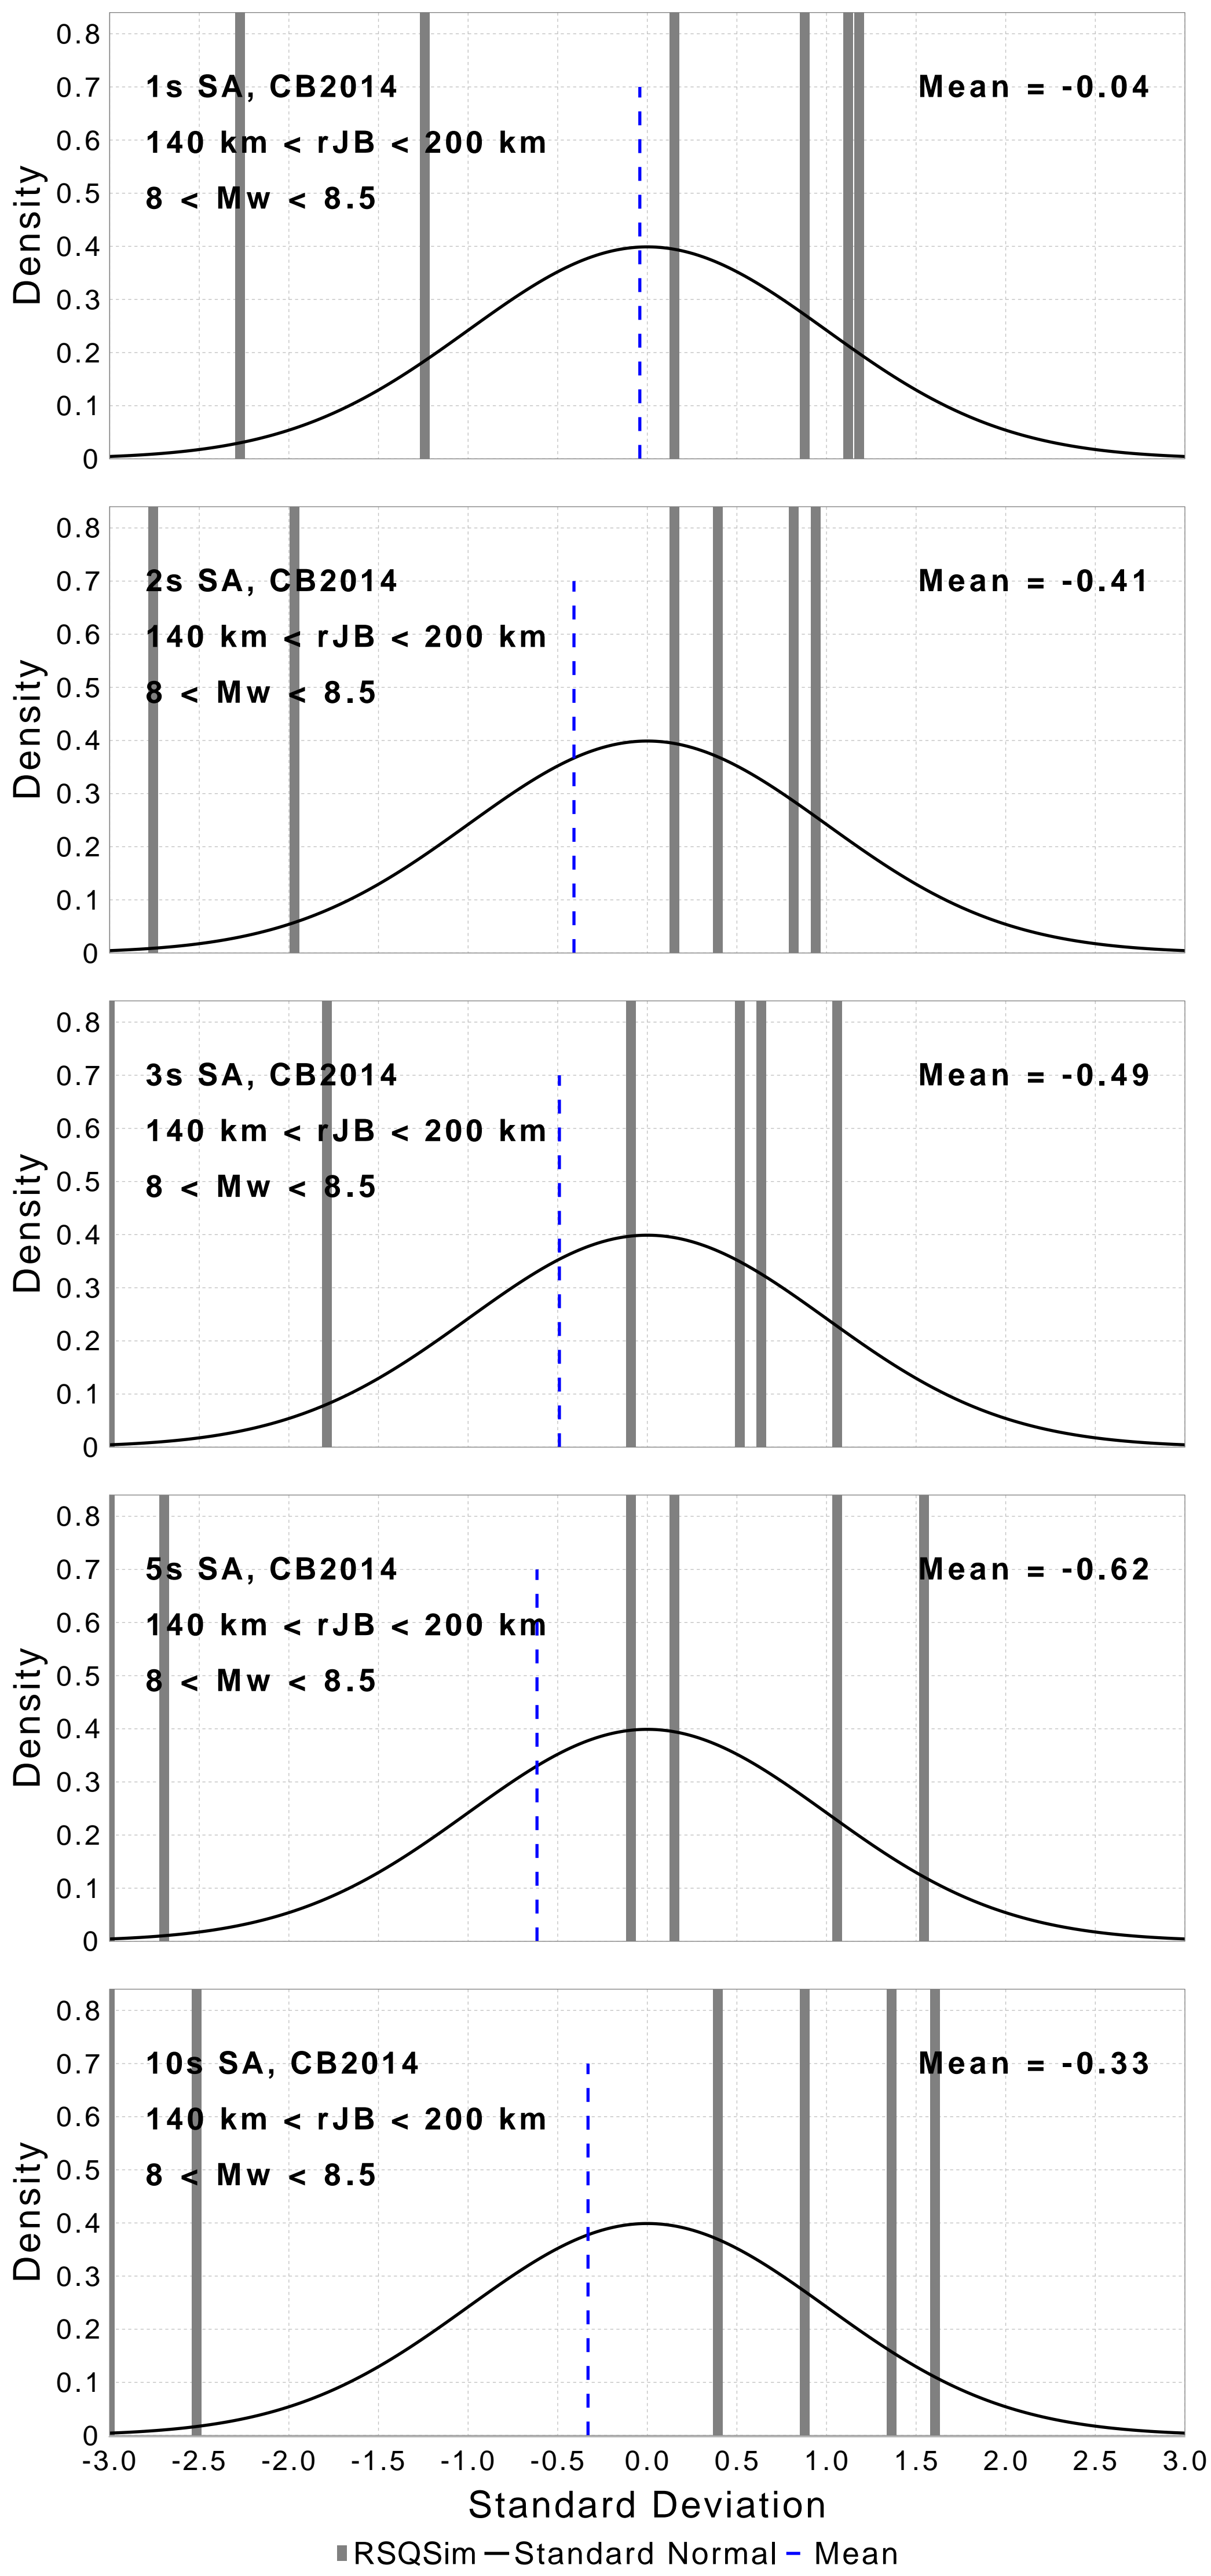 0.8
1s SA, CB2014 Mean = -0.04
0.7
140 km < rJB < 200 km
0.6
8 < Mw < 8.5
0.5
0.4
0.3
0.2
0.1
0
Density
0.8
2s SA, CB2014 Mean = -0.41
0.7
140 km < rJB < 200 km
0.6
8 < Mw < 8.5
0.5
0.4
0.3
0.2
0.1
0
Density
0.8
3s SA, CB2014 Mean = -0.49
0.7
140 km < rJB < 200 km
0.6
8 < Mw < 8.5
0.5
0.4
0.3
0.2
0.1
0
Density
0.8
5s SA, CB2014 Mean = -0.62
0.7
140 km < rJB < 200 km
0.6
8 < Mw < 8.5
0.5
0.4
0.3
0.2
0.1
0
Density
0.8
10s SA, CB2014 Mean = -0.33
0.7
140 km < rJB < 200 km
0.6
8 < Mw < 8.5
0.5
0.4
0.3
0.2
0.1
0
Density
-3.0 -2.5 -2.0 -1.5 -1.0 -0.5 0.0 0.5 1.0 1.5 2.0 2.5 3.0
Standard Deviation
RSQSim Standard Normal Mean